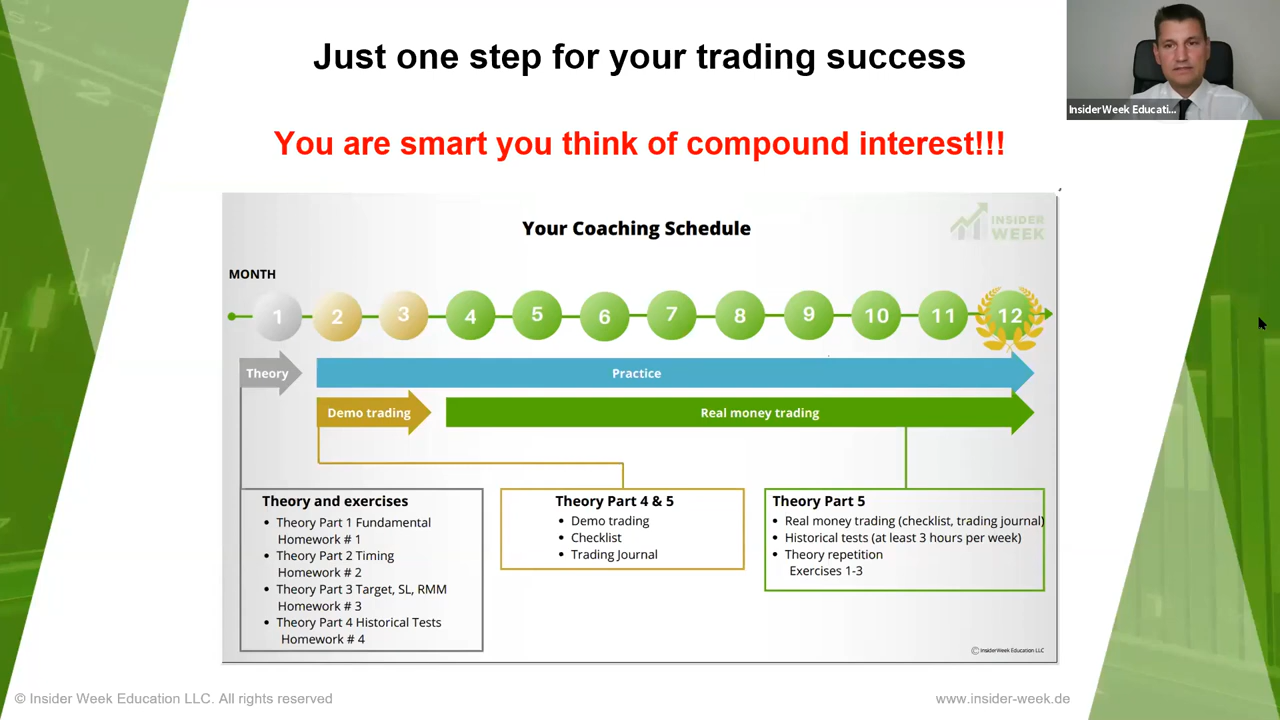 Just one step for your trading success
You are smart you think of compound interest!!!
InsiderWeek Educati...
Your Coaching Schedule
INSIDER
WEEK
MONTH
1 2 3 4 5 6 7 8 9 10 11 12
Theory
Practice
Demo trading
Real money trading
Theory and exercises
• Theory Part 1 Fundamental
Homework # 1
• Theory Part 2 Timing
Homework # 2
• Theory Part 3 Target, SL, RMM
Homework # 3
• Theory Part 4 Historical Tests
Homework # 4
Theory Part 4 & 5
• Demo trading
• Checklist
• Trading Journal
Theory Part 5
• Real money trading (checklist, trading journal)
• Historical tests (at least 3 hours per week)
• Theory repetition
Exercises 1-3
© InsiderWeek Education LLC
© Insider Week Education LLC. All rights reserved
www.insider-week.de